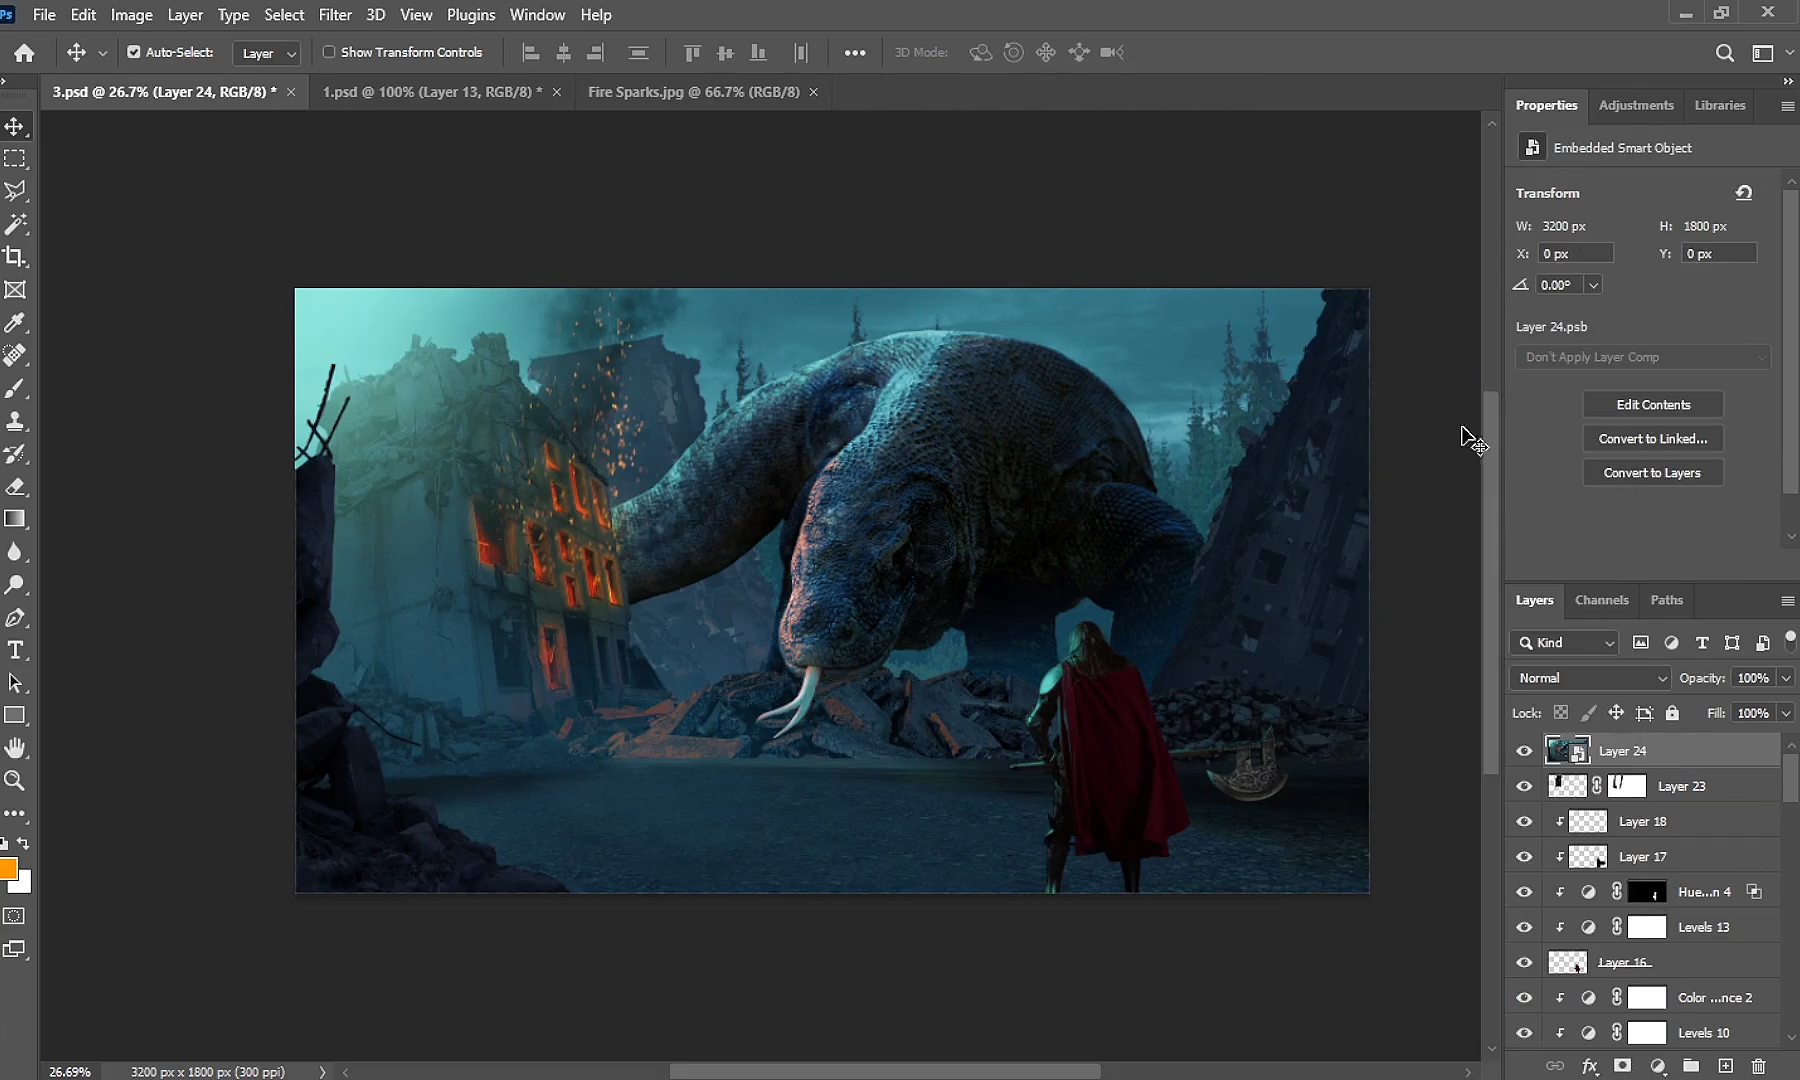 Ps File Edit Image Layer Type Select Filter 3D View Plugins Window Help
Auto-Select: Layer Show Transform Controls 3D Mode:
3.psd @ 26.7% (Layer 24, RGB/8) * 1.psd @ 100% (Layer 13, RGB/8) * Fire Sparks.jpg @ 66.7% (RGB/8)
Properties Adjustments Libraries
Embedded Smart Object
Transform
W: 3200 px H: 1800 px
X: 0 px Y: 0 px
0.00°
Layer 24.psb
Don't Apply Layer Comp
Edit Contents
Convert to Linked...
Convert to Layers
Layers Channels Paths
Kind
Normal Opacity: 100%
Lock: Fill: 100%
Layer 24
Layer 23
Layer 18
Layer 17
Hue...n 4
Levels 13
Layer 16
Color ...nce 2
Levels 10
26.69% 3200 px x 1800 px (300 ppi)